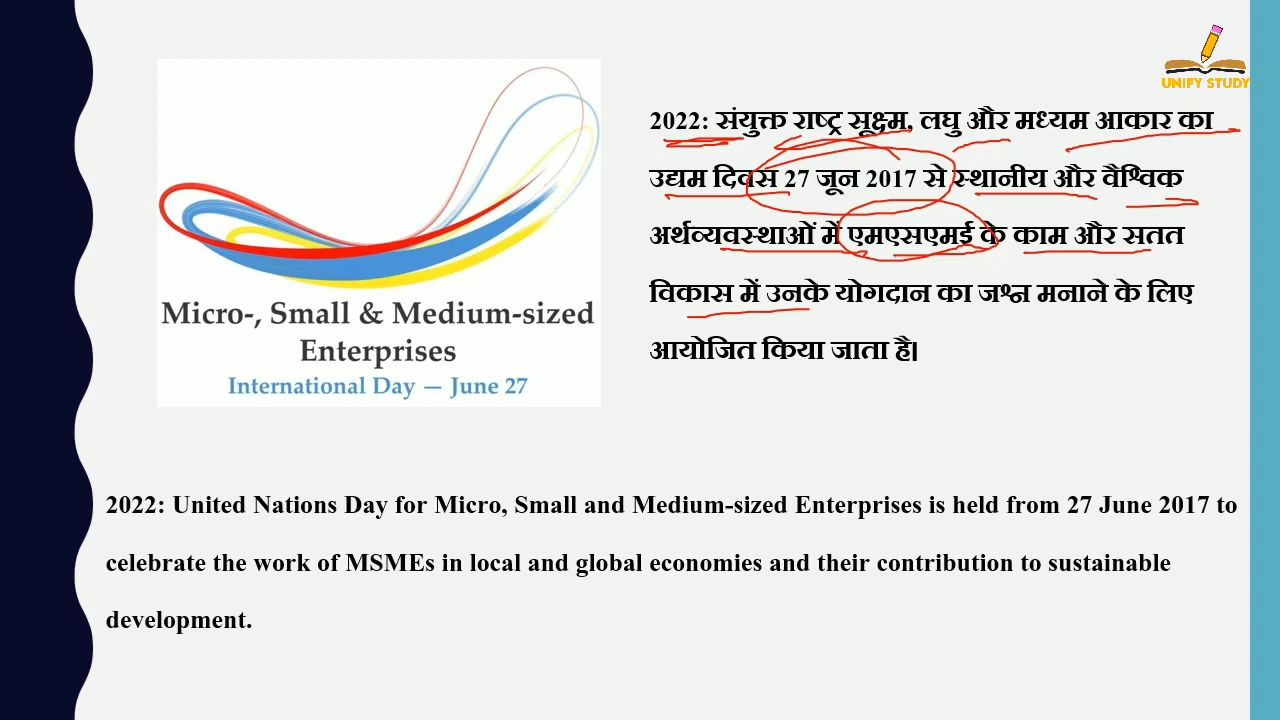 UNIFY STUDY
Micro-, Small & Medium-sized
Enterprises
International Day — June 27
2022: संयुक्त राष्ट्र सूक्ष्म, लघु और मध्यम आकार का
उद्यम दिवस 27 जून 2017 से स्थानीय और वैश्विक
अर्थव्यवस्थाओं में एमएसएमई के काम और सतत
विकास में उनके योगदान का जश्न मनाने के लिए
आयोजित किया जाता है।
2022: United Nations Day for Micro, Small and Medium-sized Enterprises is held from 27 June 2017 to
celebrate the work of MSMEs in local and global economies and their contribution to sustainable
development.